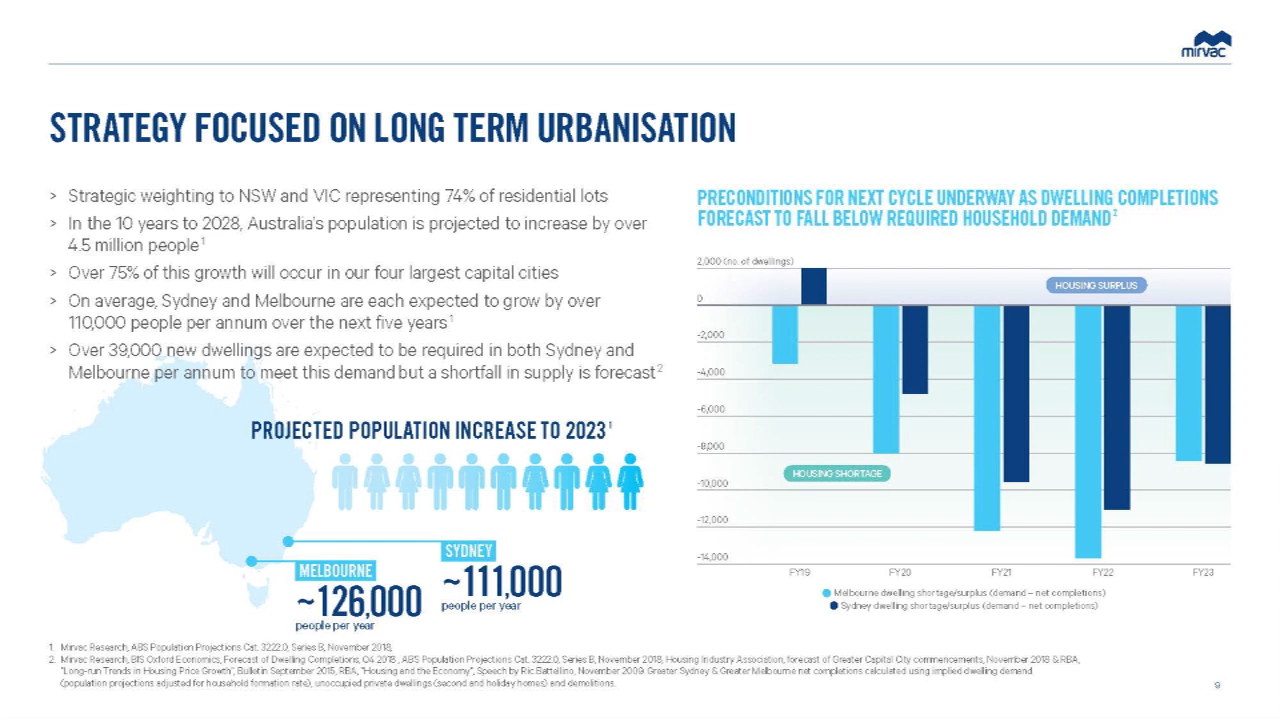 mirvac
STRATEGY FOCUSED ON LONG TERM URBANISATION
> Strategic weighting to NSW and VIC representing 74% of residential lots
> In the 10 years to 2028, Australia's population is projected to increase by over
4.5 million people¹
> Over 75% of this growth will occur in our four largest capital cities
> On average, Sydney and Melbourne are each expected to grow by over
110,000 people per annum over the next five years¹
> Over 39,000 new dwellings are expected to be required in both Sydney and
Melbourne per annum to meet this demand but a shortfall in supply is forecast²
PROJECTED POPULATION INCREASE TO 2023¹
SYDNEY
~111,000
people per year
MELBOURNE
~126,000
people per year
PRECONDITIONS FOR NEXT CYCLE UNDERWAY AS DWELLING COMPLETIONS
FORECAST TO FALL BELOW REQUIRED HOUSEHOLD DEMAND²
2,000 (no. of dwellings)
HOUSING SURPLUS
0
-2,000
-4,000
-6,000
-8,000
HOUSING SHORTAGE
-10,000
-12,000
-14,000
FY19 FY20 FY21 FY22 FY23
Melbourne dwelling shortage/surplus (demand – net completions)
Sydney dwelling shortage/surplus (demand – net completions)
1. Mirvac Research, ABS Population Projections Cat. 3222.0, Series B, November 2018.
2. Mirvac Research, BIS Oxford Economics, Forecast of Dwelling Completions, Q4 2018, ABS Population Projections Cat. 3222.0, Series B, November 2018, Housing Industry Association, forecast of Greater Capital City commencements, November 2018 & RBA,
"Long-run Trends in Housing Price Growth", Bulletin September 2015, RBA, "Housing and the Economy", Speech by Ric Battellino, November 2009. Greater Sydney & Greater Melbourne net completions calculated using implied dwelling demand
(population projections adjusted for household formation rate), unoccupied private dwellings (second and holiday homes) and demolitions.
9